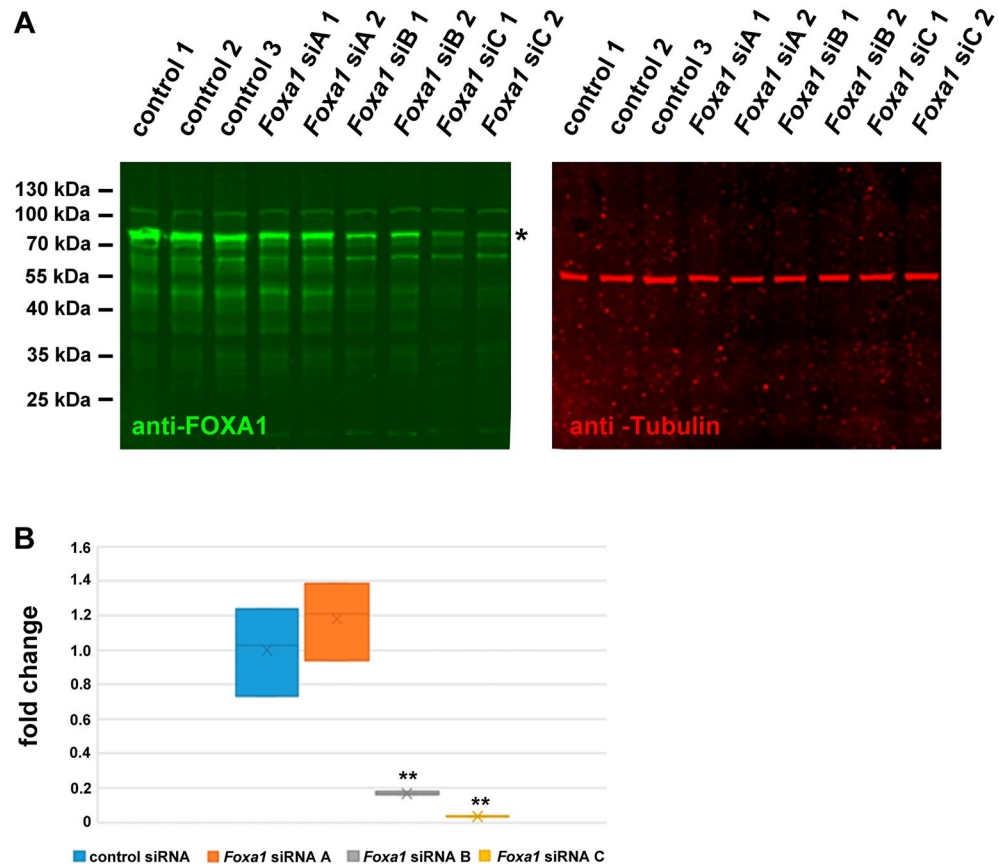 A
control 1
control 2
control 3
Foxa1 siA 1
Foxa1 siA 2
Foxa1 siB 1
Foxa1 siB 2
Foxa1 siC 1
Foxa1 siC 2
control 1
control 2
control 3
Foxa1 siA 1
Foxa1 siA 2
Foxa1 siB 1
Foxa1 siB 2
Foxa1 siC 1
Foxa1 siC 2
130 kDa
100 kDa
70 kDa
55 kDa
40 kDa
35 kDa
25 kDa
*
anti-FOXA1
anti -Tubulin
B
fold change
1.6
1.4
1.2
1.0
0.8
0.6
0.4
0.2
0
**
**
control siRNA Foxa1 siRNA A Foxa1 siRNA B Foxa1 siRNA C